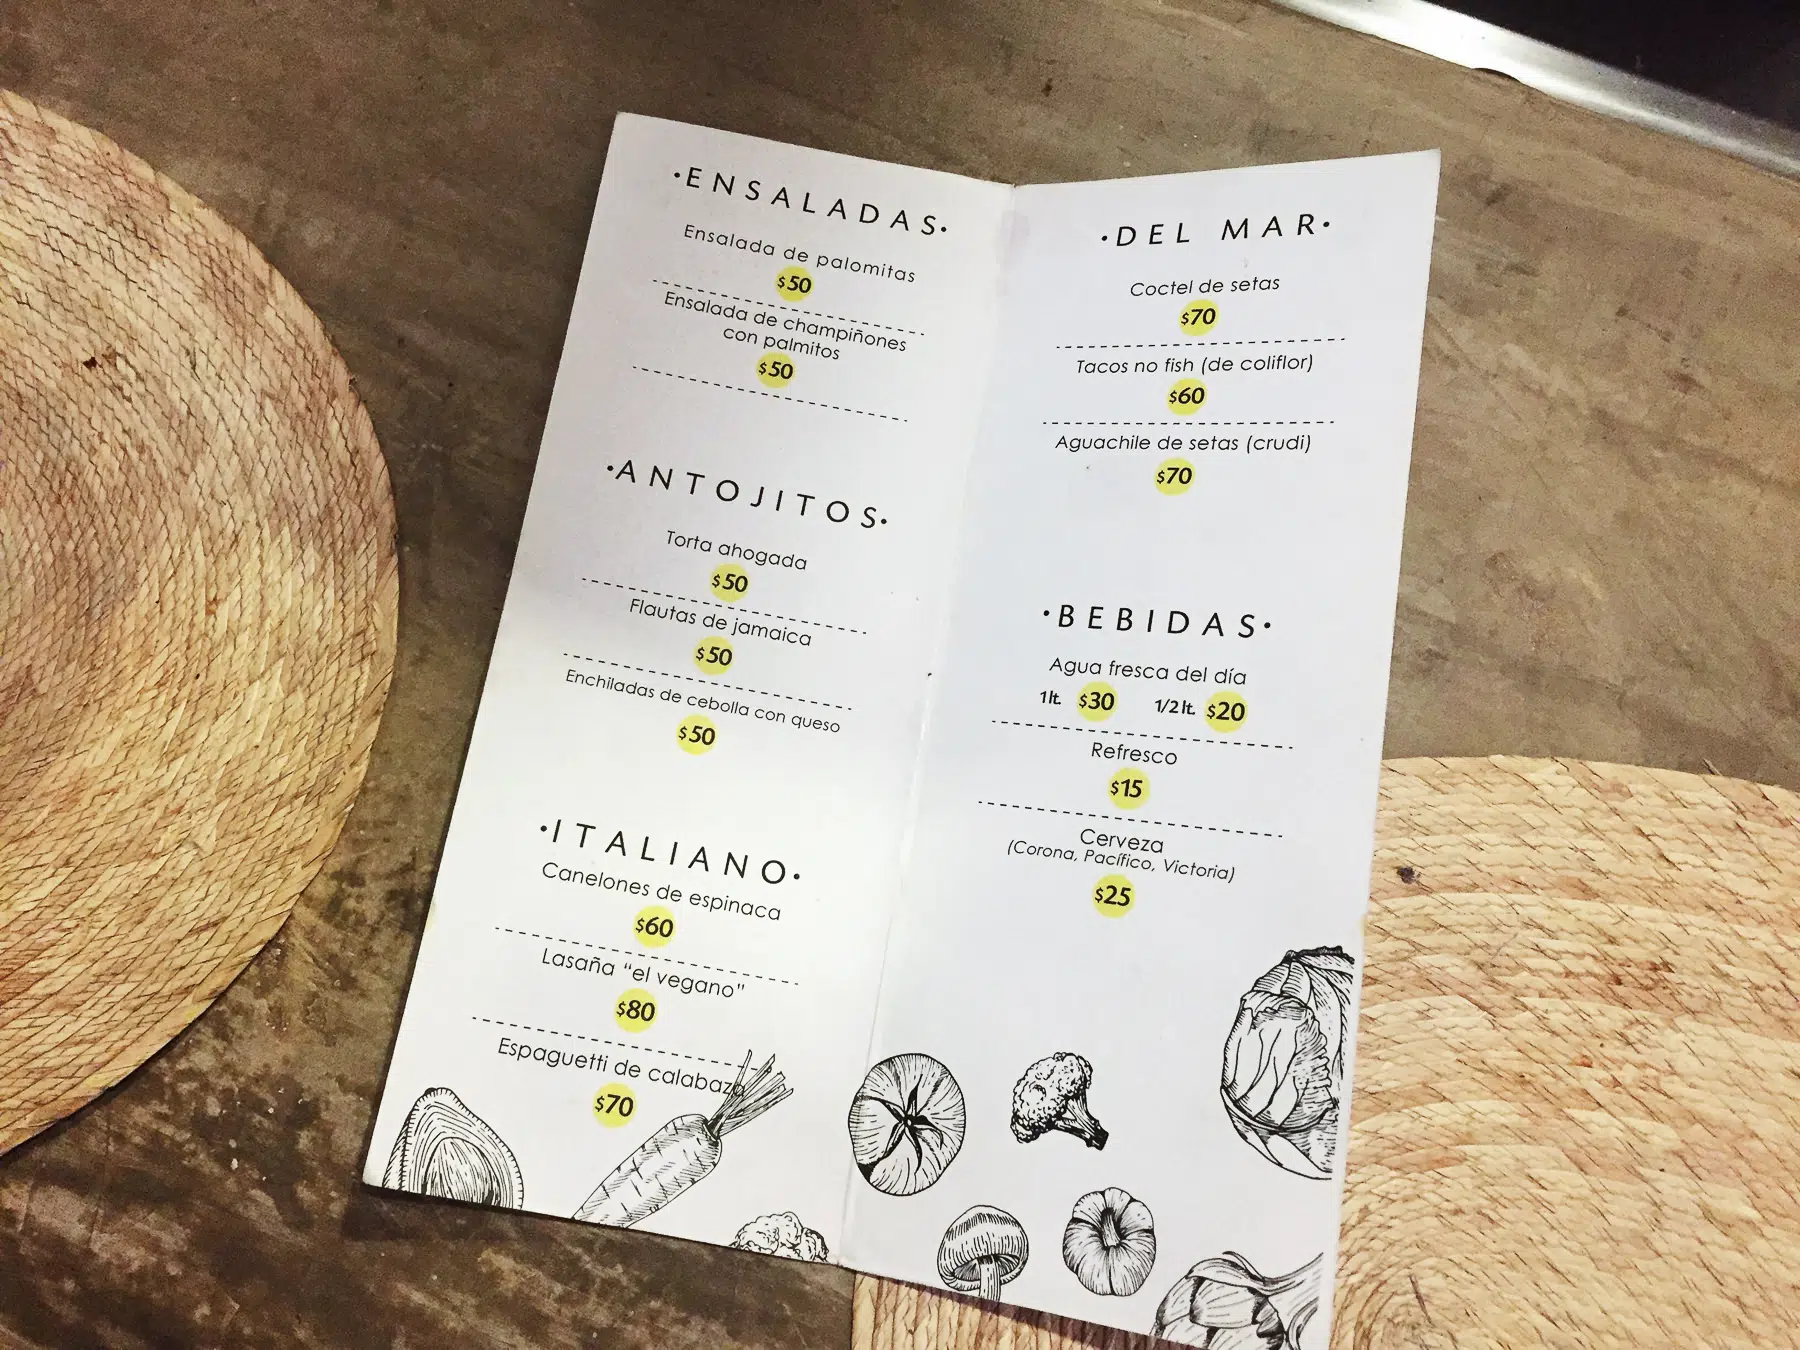 ·ENSALADAS·
Ensalada de palomitas
$50
Ensalada de champiñones
con palmitos
$50
·ANTOJITOS·
Torta ahogada
$50
Flautas de jamaica
$50
Enchiladas de cebolla con queso
$50
·ITALIANO·
Canelones de espinaca
$60
Lasaña "el vegano"
$80
Espaguetti de calabaza
$70
·DEL MAR·
Coctel de setas
$70
Tacos no fish (de coliflor)
$60
Aguachile de setas (crudi)
$70
·BEBIDAS·
Agua fresca del día
1lt. $30 1/2lt. $20
Refresco
$15
Cerveza
(Corona, Pacífico, Victoria)
$25